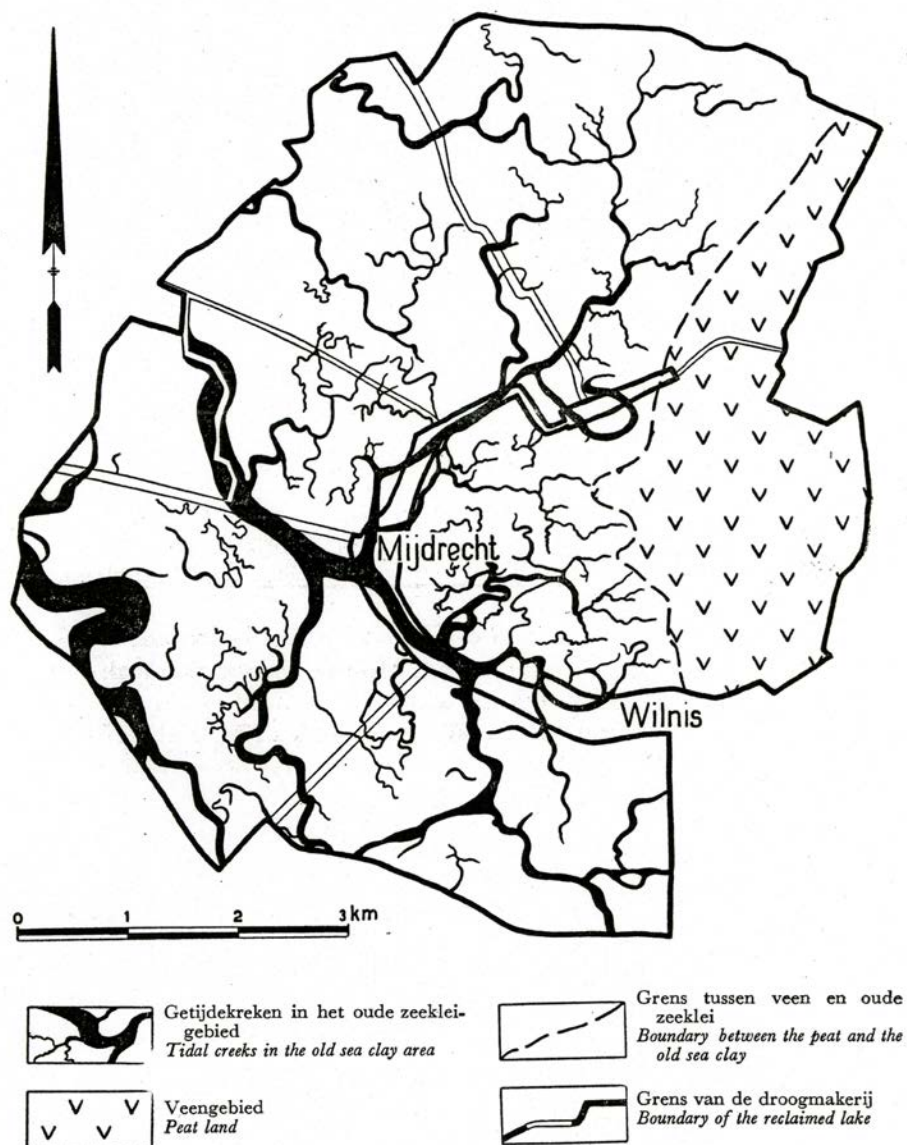 Mijdrecht
Wilnis
0 1 2 3 km
Getijdekreken in het oude zeeklei-
gebied
Tidal creeks in the old sea clay area
Veengebied
Peat land
Grens tussen veen en oude
zeeklei
Boundary between the peat and the
old sea clay
Grens van de droogmakerij
Boundary of the reclaimed lake